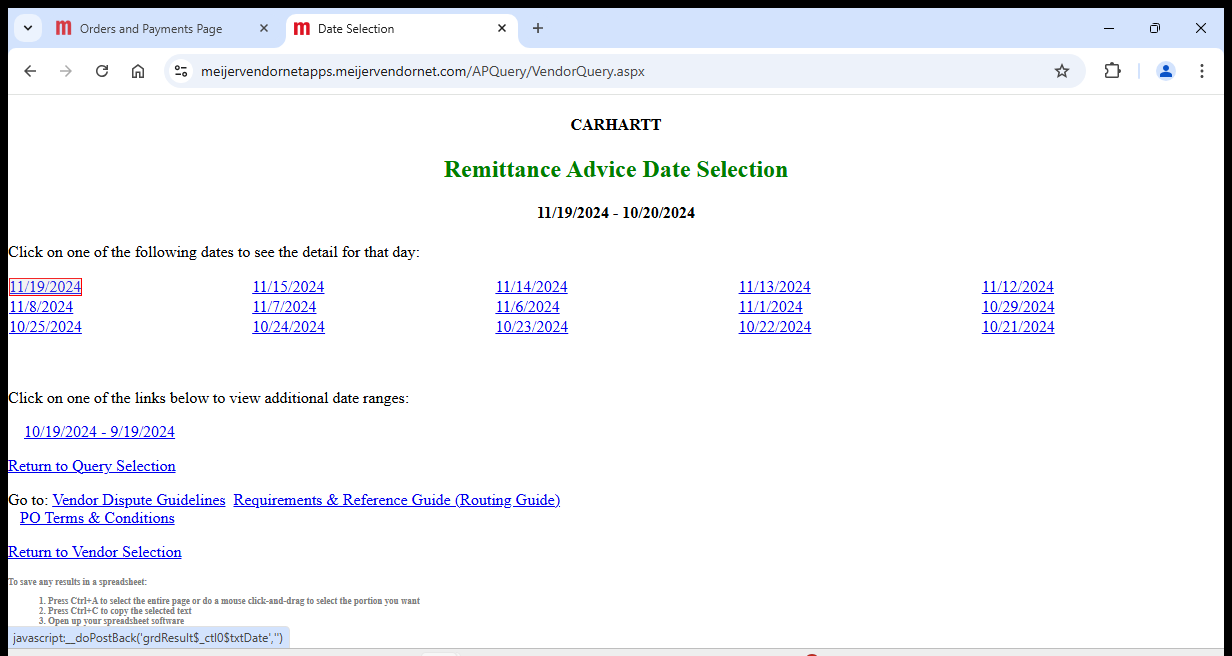 Orders and Payments Page
Date Selection
meijervendornetapps.meijervendornet.com/APQuery/VendorQuery.aspx
CARHARTT
Remittance Advice Date Selection
11/19/2024 - 10/20/2024
Click on one of the following dates to see the detail for that day:
11/19/2024 11/15/2024 11/14/2024 11/13/2024 11/12/2024
11/8/2024 11/7/2024 11/6/2024 11/1/2024 10/29/2024
10/25/2024 10/24/2024 10/23/2024 10/22/2024 10/21/2024
Click on one of the links below to view additional date ranges:
10/19/2024 - 9/19/2024
Return to Query Selection
Go to: Vendor Dispute Guidelines Requirements & Reference Guide (Routing Guide)
PO Terms & Conditions
Return to Vendor Selection
To save any results in a spreadsheet:
1. Press Ctrl+A to select the entire page or do a mouse click-and-drag to select the portion you want
2. Press Ctrl+C to copy the selected text
3. Open up your spreadsheet software
javascript:__doPostBack('grdResult$_ctl0$txtDate','')